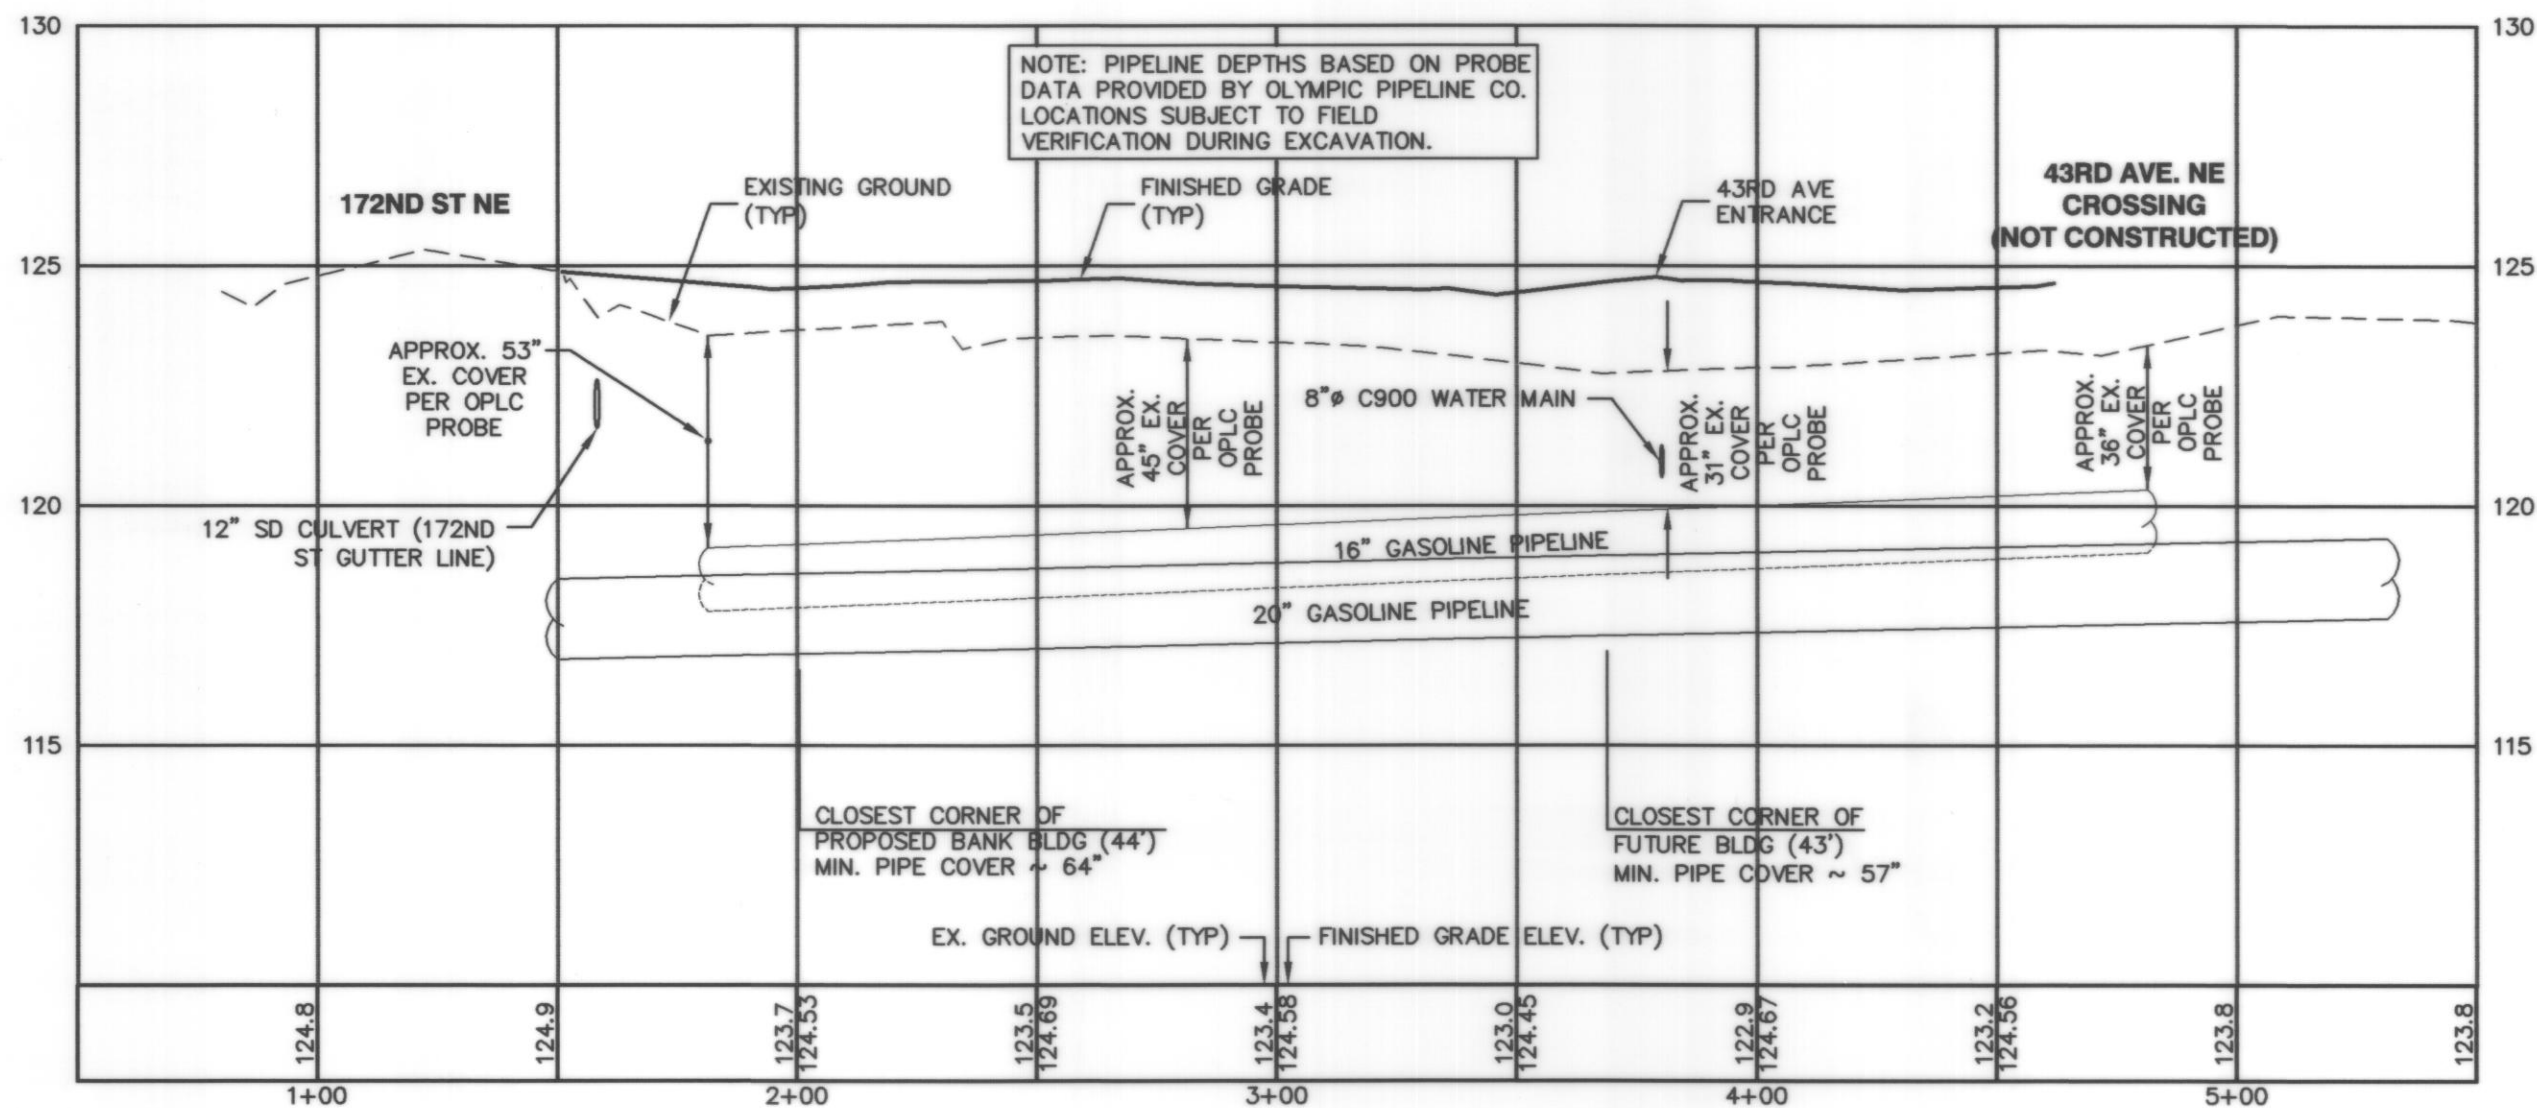 130
130
NOTE: PIPELINE DEPTHS BASED ON PROBE
DATA PROVIDED BY OLYMPIC PIPELINE CO.
LOCATIONS SUBJECT TO FIELD
VERIFICATION DURING EXCAVATION.
172ND ST NE
EXISTING GROUND
(TYP)
FINISHED GRADE
(TYP)
43RD AVE
ENTRANCE
43RD AVE. NE
CROSSING
(NOT CONSTRUCTED)
125
125
APPROX. 53"
EX. COVER
PER OPLC
PROBE
APPROX.
45" EX.
COVER
PER
OPLC
PROBE
8"ø C900 WATER MAIN
APPROX.
31" EX.
COVER
PER
OPLC
PROBE
APPROX.
36" EX.
COVER
PER
OPLC
PROBE
120
120
12" SD CULVERT (172ND
ST GUTTER LINE)
16" GASOLINE PIPELINE
20" GASOLINE PIPELINE
115
115
CLOSEST CORNER OF
PROPOSED BANK BLDG (44')
MIN. PIPE COVER ~ 64"
CLOSEST CORNER OF
FUTURE BLDG (43')
MIN. PIPE COVER ~ 57"
EX. GROUND ELEV. (TYP)
FINISHED GRADE ELEV. (TYP)
124.8
124.9
123.7
124.53
123.5
124.69
123.4
124.58
123.0
124.45
122.9
124.67
123.2
124.56
123.8
123.8
1+00
2+00
3+00
4+00
5+00